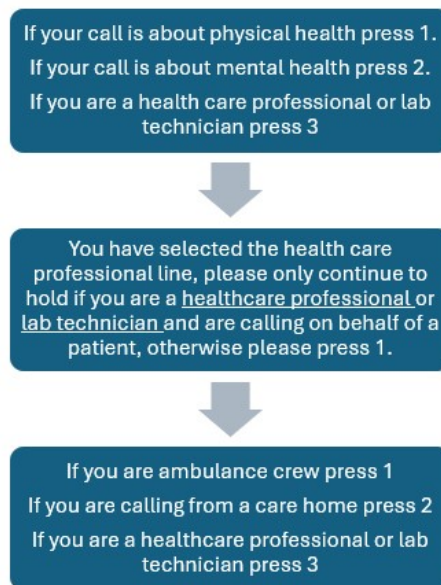 If your call is about physical health press 1.
If your call is about mental health press 2.
If you are a health care professional or lab
technician press 3
You have selected the health care
professional line, please only continue to
hold if you are a healthcare professional or
lab technician and are calling on behalf of a
patient, otherwise please press 1.
If you are ambulance crew press 1
If you are calling from a care home press 2
If you are a healthcare professional or lab
technician press 3